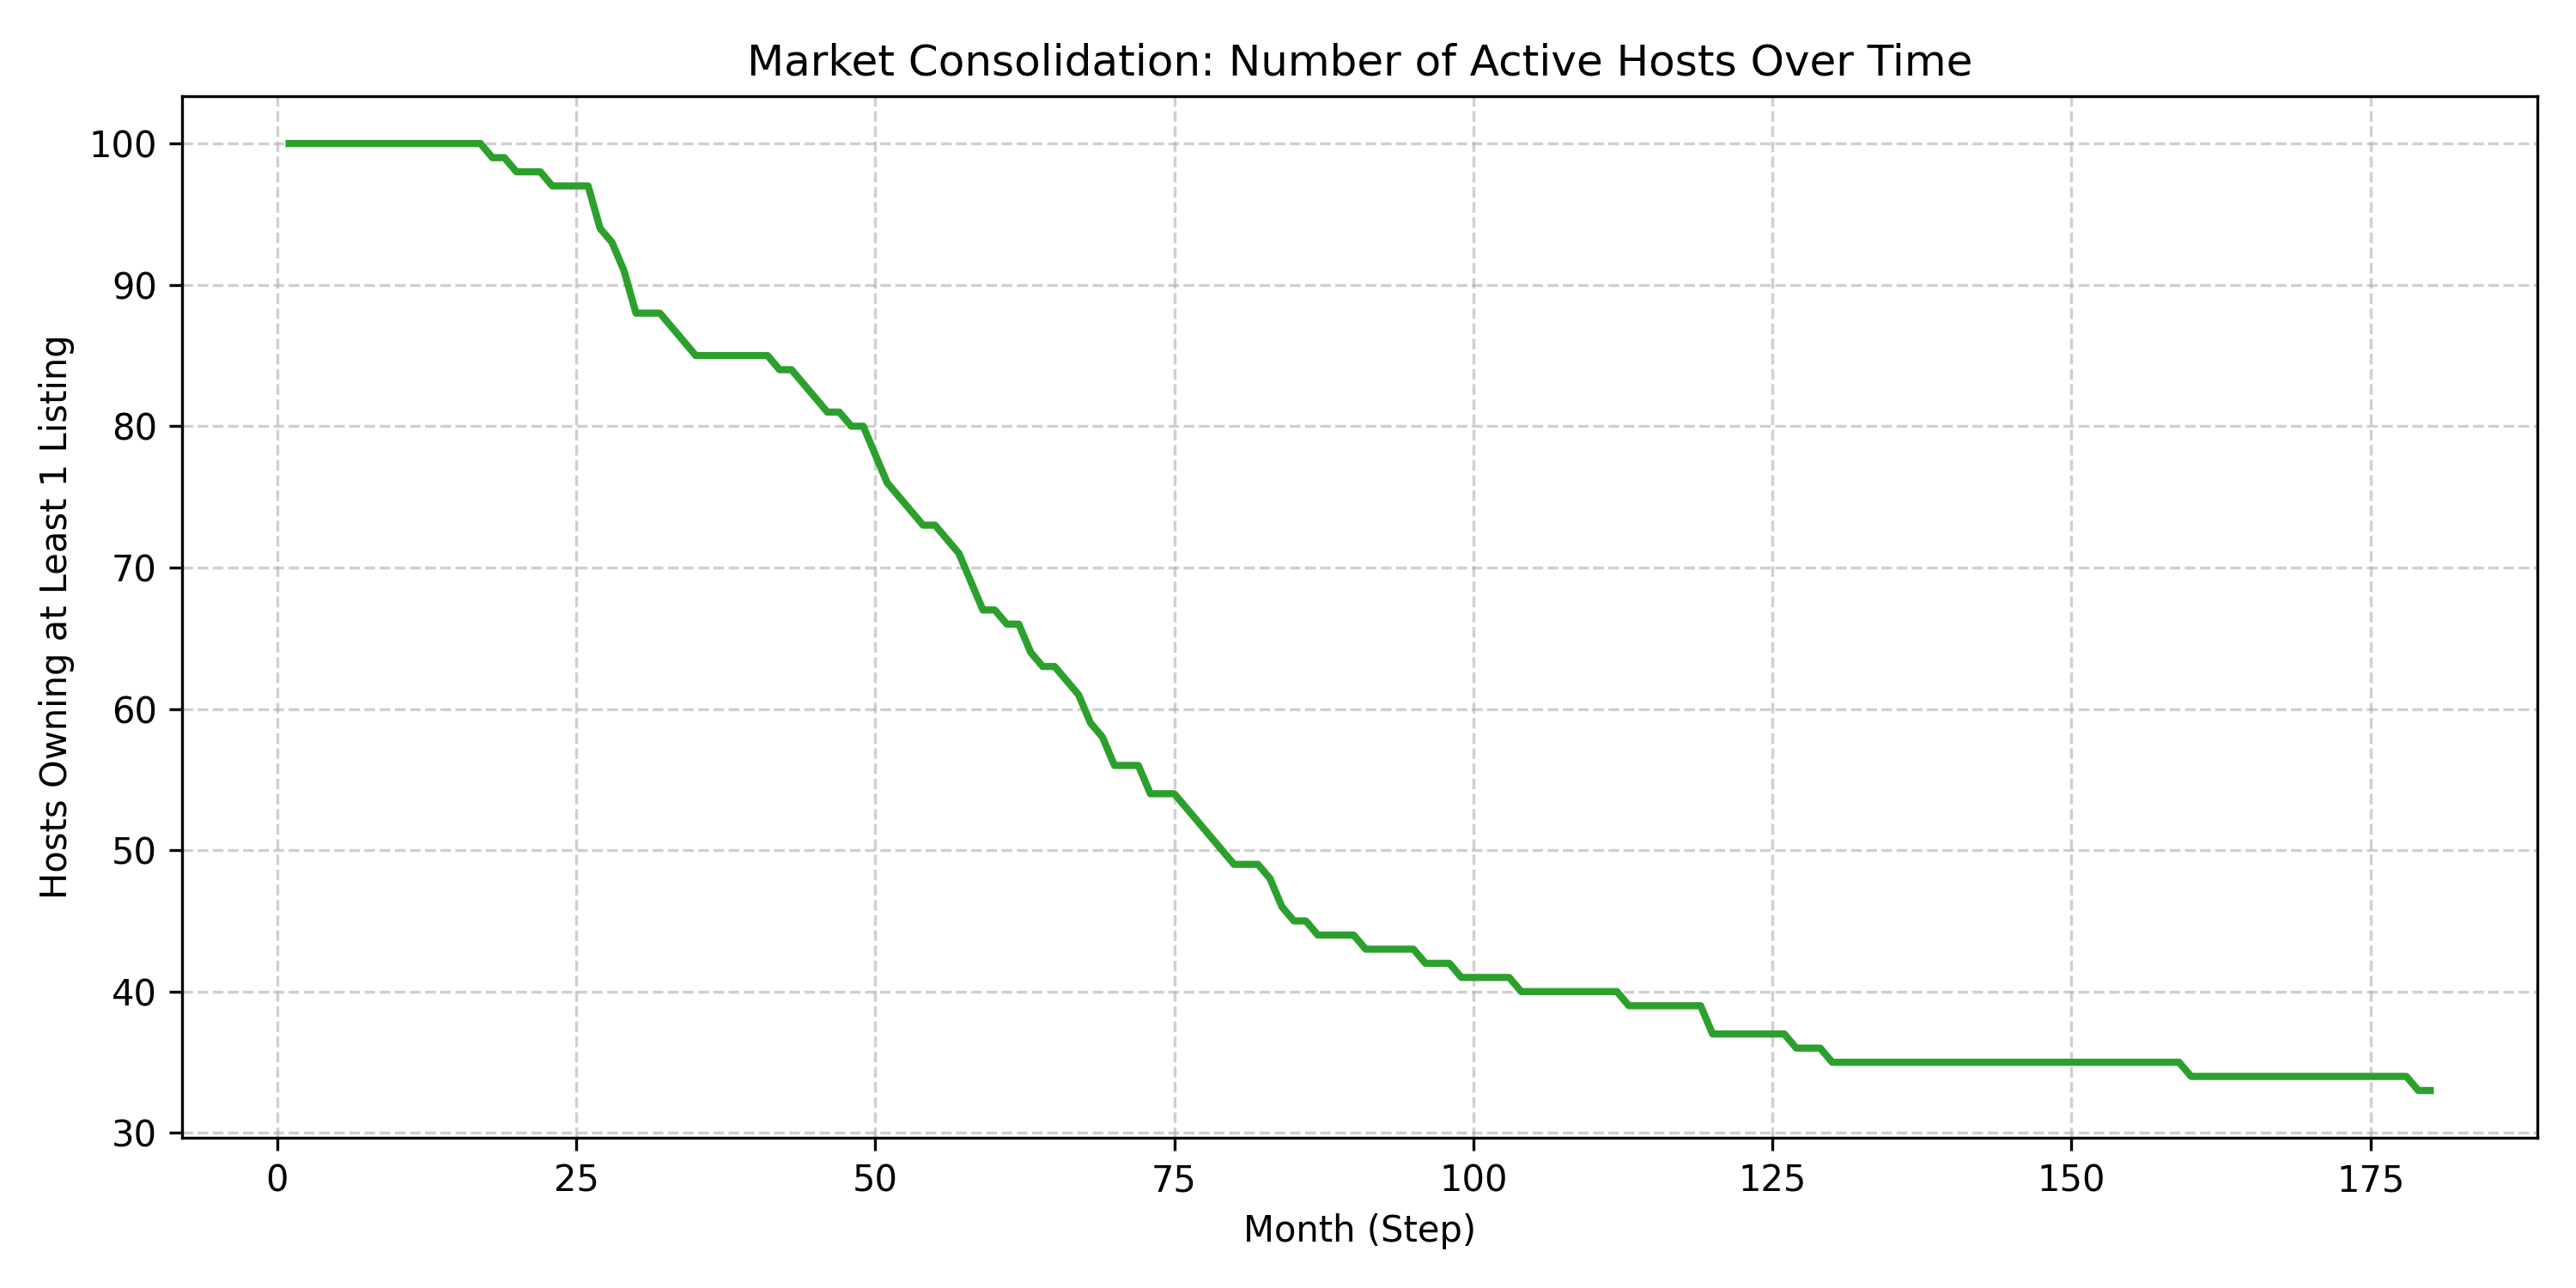 Market Consolidation: Number of Active Hosts Over Time
Hosts Owning at Least 1 Listing
100
90
80
70
60
50
40
30
0 25 50 75 100 125 150 175
Month (Step)